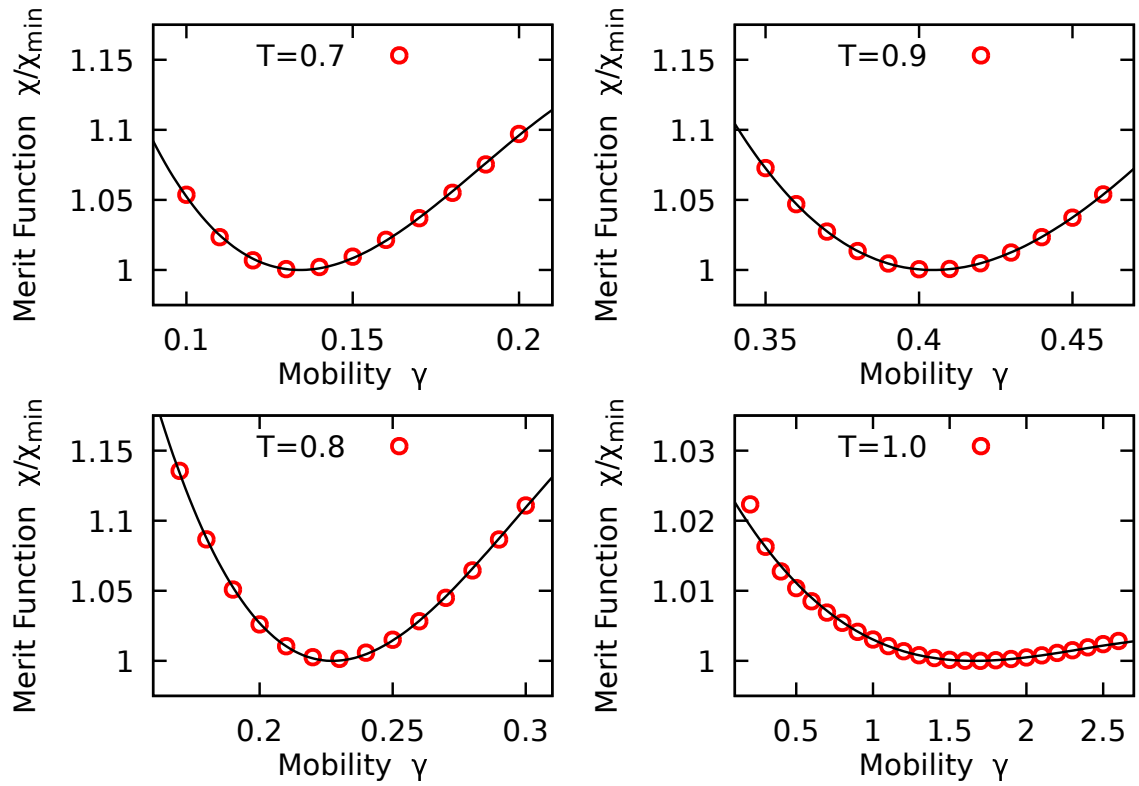 Merit Function χ/χmin
1.15
1.1
1.05
1
T=0.7
0.1 0.15 0.2
Mobility γ
Merit Function χ/χmin
1.15
1.1
1.05
1
T=0.9
0.35 0.4 0.45
Mobility γ
Merit Function χ/χmin
1.15
1.1
1.05
1
T=0.8
0.2 0.25 0.3
Mobility γ
Merit Function χ/χmin
1.03
1.02
1.01
1
T=1.0
0.5 1 1.5 2 2.5
Mobility γ